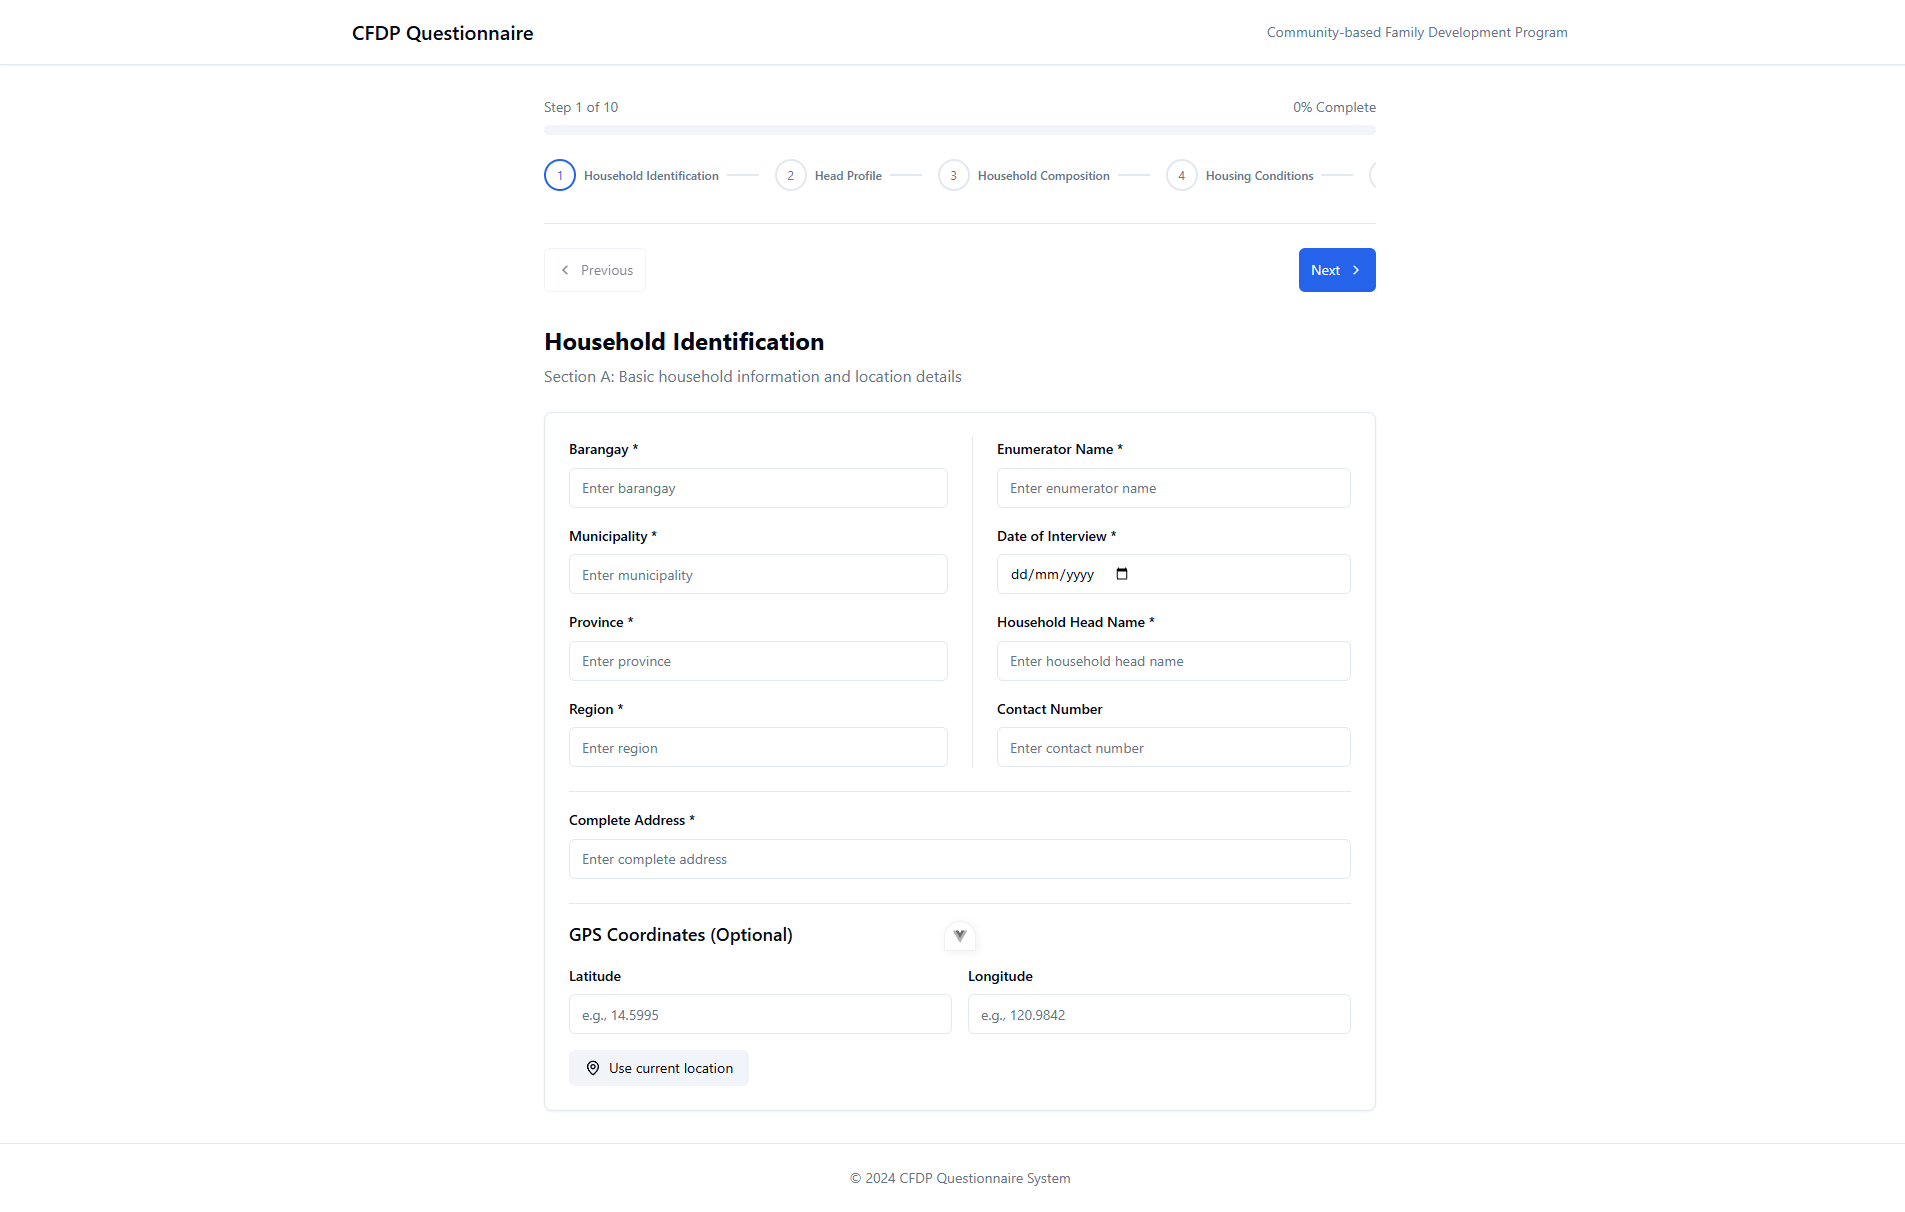 CFDP Questionnaire
Community-based Family Development Program
Step 1 of 10
0% Complete
1 Household Identification
2 Head Profile
3 Household Composition
4 Housing Conditions
Previous
Next
Household Identification
Section A: Basic household information and location details
Barangay *
Enter barangay
Municipality *
Enter municipality
Province *
Enter province
Region *
Enter region
Enumerator Name *
Enter enumerator name
Date of Interview *
dd/mm/yyyy
Household Head Name *
Enter household head name
Contact Number
Enter contact number
Complete Address *
Enter complete address
GPS Coordinates (Optional)
Latitude
e.g., 14.5995
Longitude
e.g., 120.9842
Use current location
© 2024 CFDP Questionnaire System